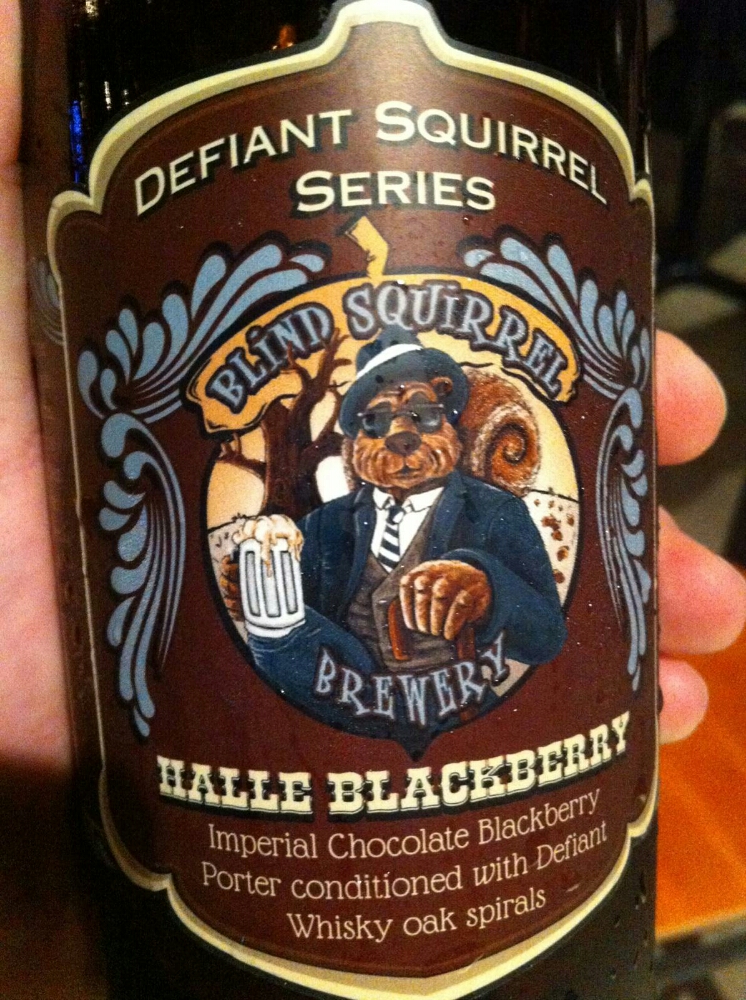 DEFIANT SQUIRREL
SERIES
BLIND SQUIRREL
BREWERY
HALLE BLACKBERRY
Imperial Chocolate Blackberry
Porter conditioned with Defiant
Whisky oak spirals